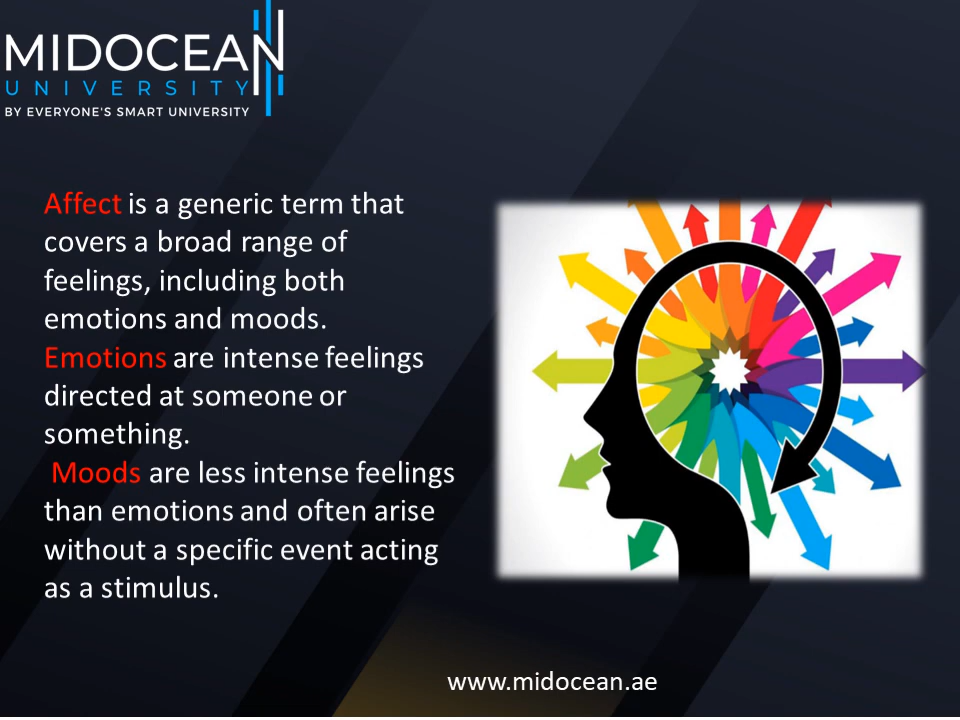 MIDOCEAN
UNIVERSITY
BY EVERYONE'S SMART UNIVERSITY
Affect is a generic term that
covers a broad range of
feelings, including both
emotions and moods.
Emotions are intense feelings
directed at someone or
something.
Moods are less intense feelings
than emotions and often arise
without a specific event acting
as a stimulus.
www.midocean.ae